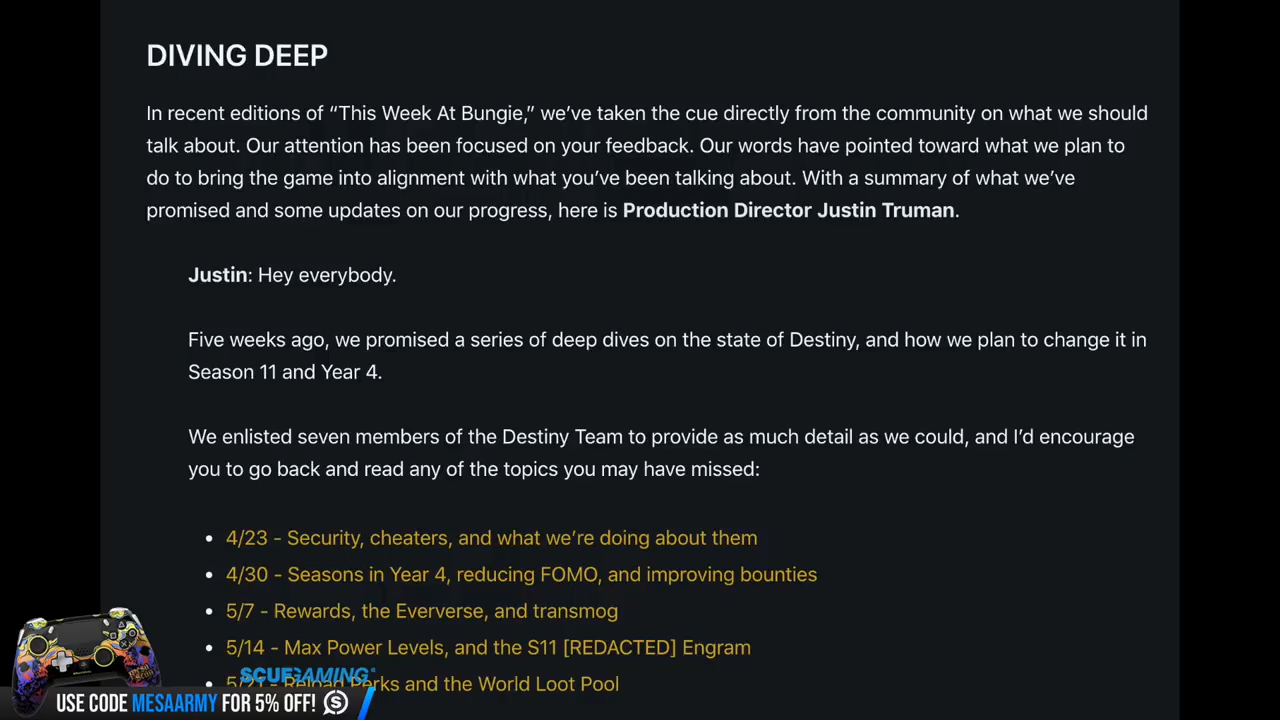 DIVING DEEP
In recent editions of “This Week At Bungie,” we’ve taken the cue directly from the community on what we should
talk about. Our attention has been focused on your feedback. Our words have pointed toward what we plan to
do to bring the game into alignment with what you’ve been talking about. With a summary of what we’ve
promised and some updates on our progress, here is Production Director Justin Truman.
Justin: Hey everybody.
Five weeks ago, we promised a series of deep dives on the state of Destiny, and how we plan to change it in
Season 11 and Year 4.
We enlisted seven members of the Destiny Team to provide as much detail as we could, and I’d encourage
you to go back and read any of the topics you may have missed:
• 4/23 - Security, cheaters, and what we’re doing about them
• 4/30 - Seasons in Year 4, reducing FOMO, and improving bounties
• 5/7 - Rewards, the Eververse, and transmog
• 5/14 - Max Power Levels, and the S11 [REDACTED] Engram
• 5/21 - Reload Perks and the World Loot Pool
SCUFGAMING
USE CODE MESAARMY FOR 5% OFF!